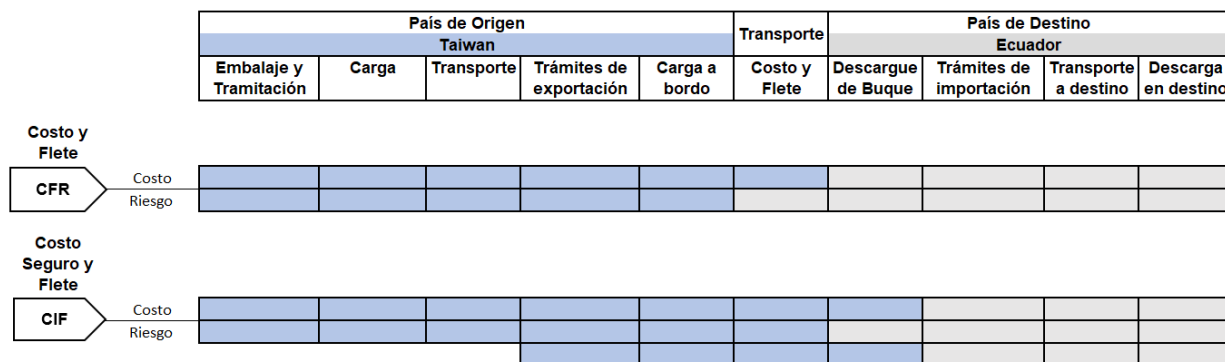 País de Origen
Transporte
País de Destino
Taiwan
Ecuador
Embalaje y Tramitación
Carga
Transporte
Trámites de exportación
Carga a bordo
Costo y Flete
Descargue de Buque
Trámites de importación
Transporte a destino
Descarga en destino
Costo y
Flete
CFR
Costo
Riesgo
Costo
Seguro y
Flete
CIF
Costo
Riesgo